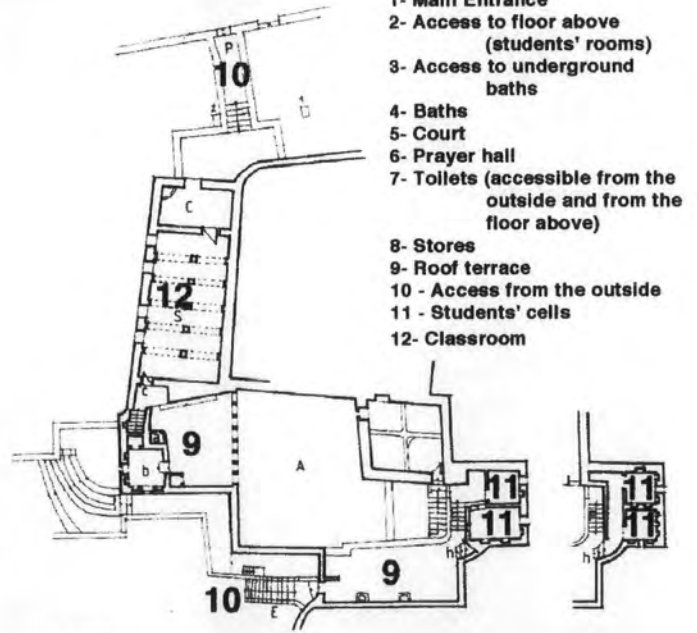 1- Main Entrance
2- Access to floor above
(students' rooms)
3- Access to underground
baths
4- Baths
5- Court
6- Prayer hall
7- Toilets (accessible from the
outside and from the
floor above)
8- Stores
9- Roof terrace
10 - Access from the outside
11 - Students' cells
12- Classroom
P
10
C
12
S
9
b
A
11
11
h
9
10
E
11
11
h